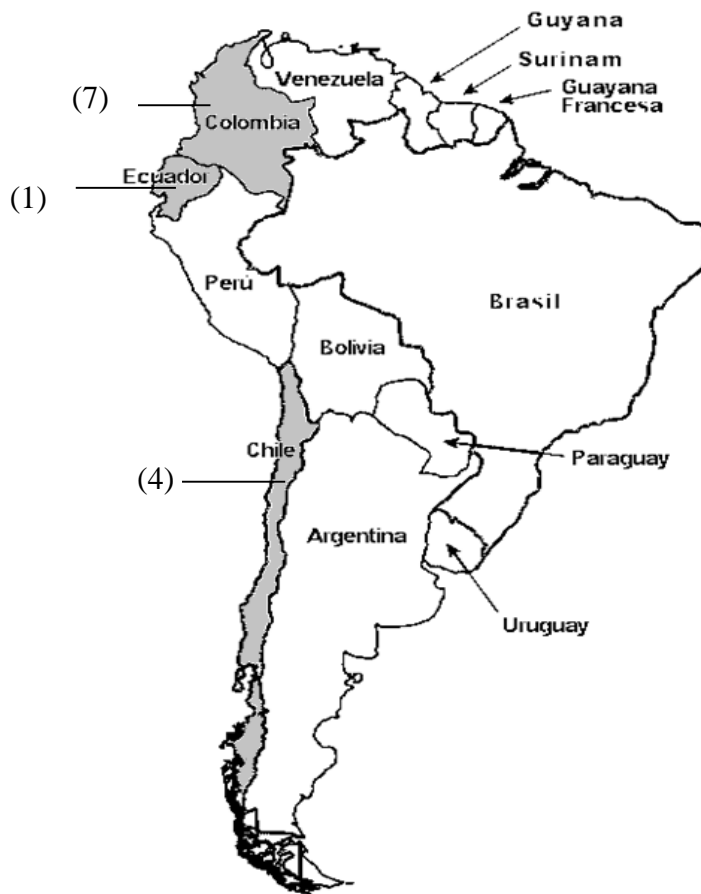 Guyana
Surinam
Guayana
Francesa
Venezuela
(7)
Colombia
Ecuador
(1)
Perú
Brasil
Bolivia
Chile
Paraguay
(4)
Argentina
Uruguay